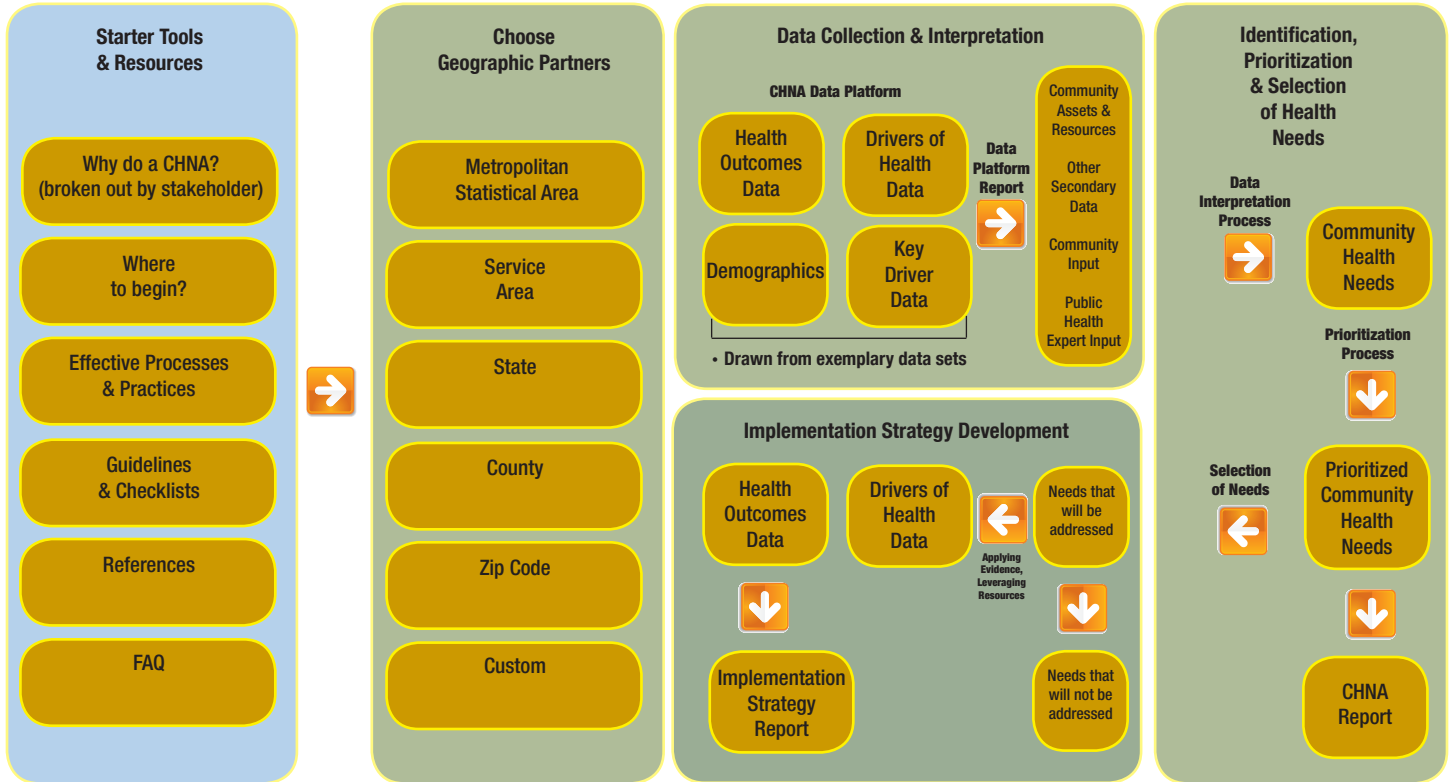 Starter Tools
& Resources
Why do a CHNA?
(broken out by stakeholder)
Where
to begin?
Effective Processes
& Practices
Guidelines
& Checklists
References
FAQ
Choose
Geographic Partners
Metropolitan
Statistical Area
Service
Area
State
County
Zip Code
Custom
Data Collection & Interpretation
CHNA Data Platform
Health
Outcomes
Data
Drivers of
Health
Data
Demographics
Key
Driver
Data
• Drawn from exemplary data sets
Data
Platform
Report
Community
Assets &
Resources
Other
Secondary
Data
Community
Input
Public
Health
Expert Input
Identification,
Prioritization
& Selection
of Health
Needs
Data
Interpretation
Process
Community
Health
Needs
Prioritization
Process
Prioritized
Community
Health
Needs
Selection
of Needs
CHNA
Report
Implementation Strategy Development
Health
Outcomes
Data
Drivers of
Health
Data
Applying
Evidence,
Leveraging
Resources
Needs that
will be
addressed
Implementation
Strategy
Report
Needs that
will not be
addressed